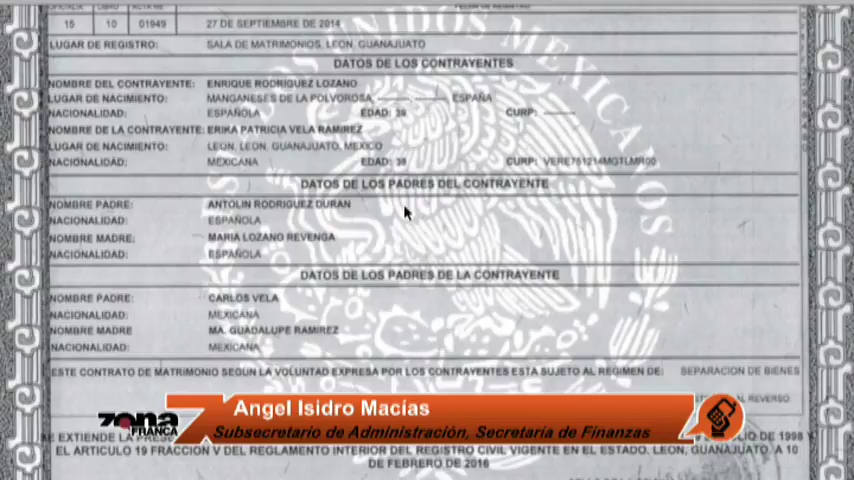 15 10 01949 27 DE SEPTIEMBRE DE 2014
LUGAR DE REGISTRO: SALA DE MATRIMONIOS. LEON, GUANAJUATO
DATOS DE LOS CONTRAYENTES
NOMBRE DEL CONTRAYENTE: ENRIQUE RODRIGUEZ LOZANO
LUGAR DE NACIMIENTO: MANGANESES DE LA POLVOROSA, ---------, --------- ESPAÑA
NACIONALIDAD: ESPAÑOLA EDAD: 39 CURP: ---------
NOMBRE DE LA CONTRAYENTE: ERIKA PATRICIA VELA RAMIREZ
LUGAR DE NACIMIENTO: LEON, LEON, GUANAJUATO, MEXICO
NACIONALIDAD: MEXICANA EDAD: 38 CURP: VERE751214MGTLMR00
DATOS DE LOS PADRES DEL CONTRAYENTE
NOMBRE PADRE: ANTOLIN RODRIGUEZ DURAN
NACIONALIDAD: ESPAÑOLA
NOMBRE MADRE: MARIA LOZANO REVENGA
NACIONALIDAD: ESPAÑOLA
DATOS DE LOS PADRES DE LA CONTRAYENTE
NOMBRE PADRE: CARLOS VELA
NACIONALIDAD: MEXICANA
NOMBRE MADRE MA. GUADALUPE RAMIREZ
NACIONALIDAD: MEXICANA
ESTE CONTRATO DE MATRIMONIO SEGUN LA VOLUNTAD EXPRESA POR LOS CONTRAYENTES ESTA SUJETO AL REGIMEN DE: SEPARACION DE BIENES
AL REVERSO
Angel Isidro Macías
zona FRANCA
Subsecretario de Administración, Secretaría de Finanzas
SE EXTIENDE LA DE 1998 Y
EL ARTICULO 19 FRACCION V DEL REGLAMENTO INTERIOR DEL REGISTRO CIVIL VIGENTE EN EL ESTADO. LEON, GUANAJUATO, A 10
DE FEBRERO DE 2016